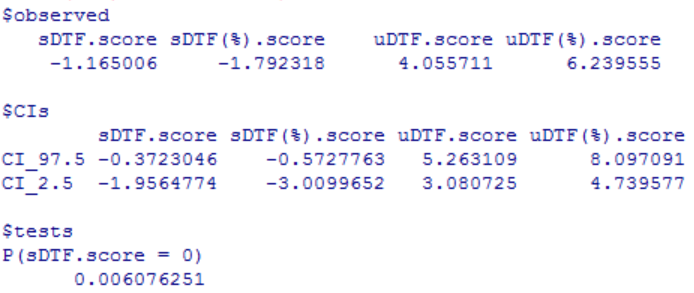 $observed
sDTF.score sDTF(%).score uDTF.score uDTF(%).score
-1.165006 -1.792318 4.055711 6.239555
$CIs
sDTF.score sDTF(%).score uDTF.score uDTF(%).score
CI_97.5 -0.3723046 -0.5727763 5.263109 8.097091
CI_2.5 -1.9564774 -3.0099652 3.080725 4.739577
$tests
P(sDTF.score = 0)
0.006076251